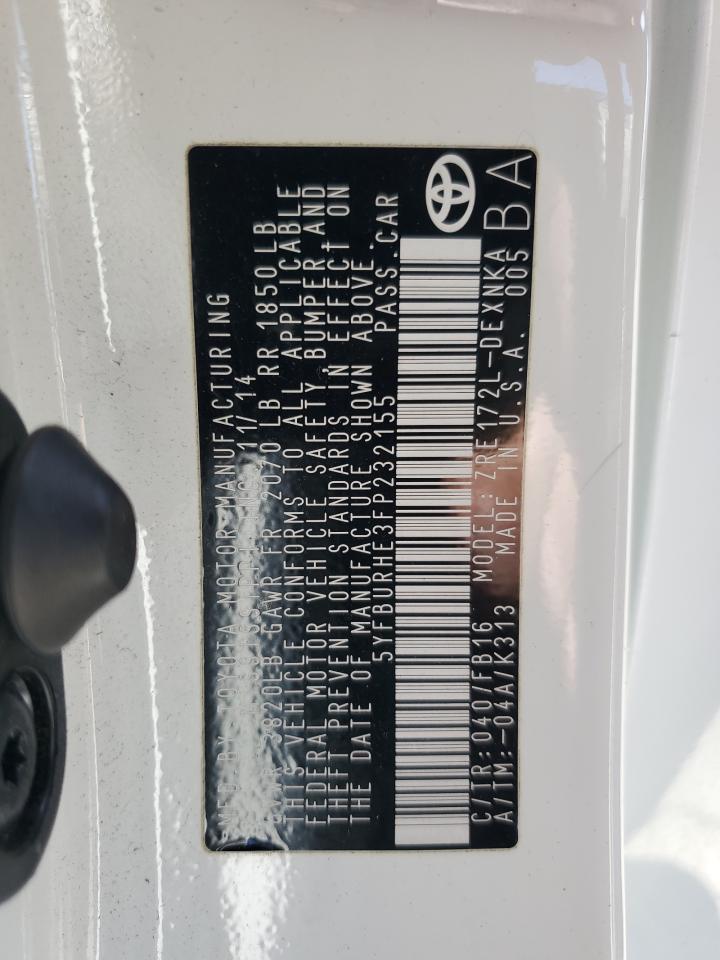 MFD. BY: TOYOTA MOTOR MANUFACTURING
11/14
3820LB GAWR FR 2070 LB RR 1850 LB
THIS VEHICLE CONFORMS TO ALL APPLICABLE
FEDERAL MOTOR VEHICLE SAFETY, BUMPER AND
THEFT PREVENTION STANDARDS IN EFFECT ON
THE DATE OF MANUFACTURE SHOWN ABOVE.
5YFBURHE3FP232155 PASS.CAR
C/TR:040/FB16 MODEL: ZRE172L-DEXNKA
A/TM:-04A/K313 MADE IN U.S.A. 005
BA